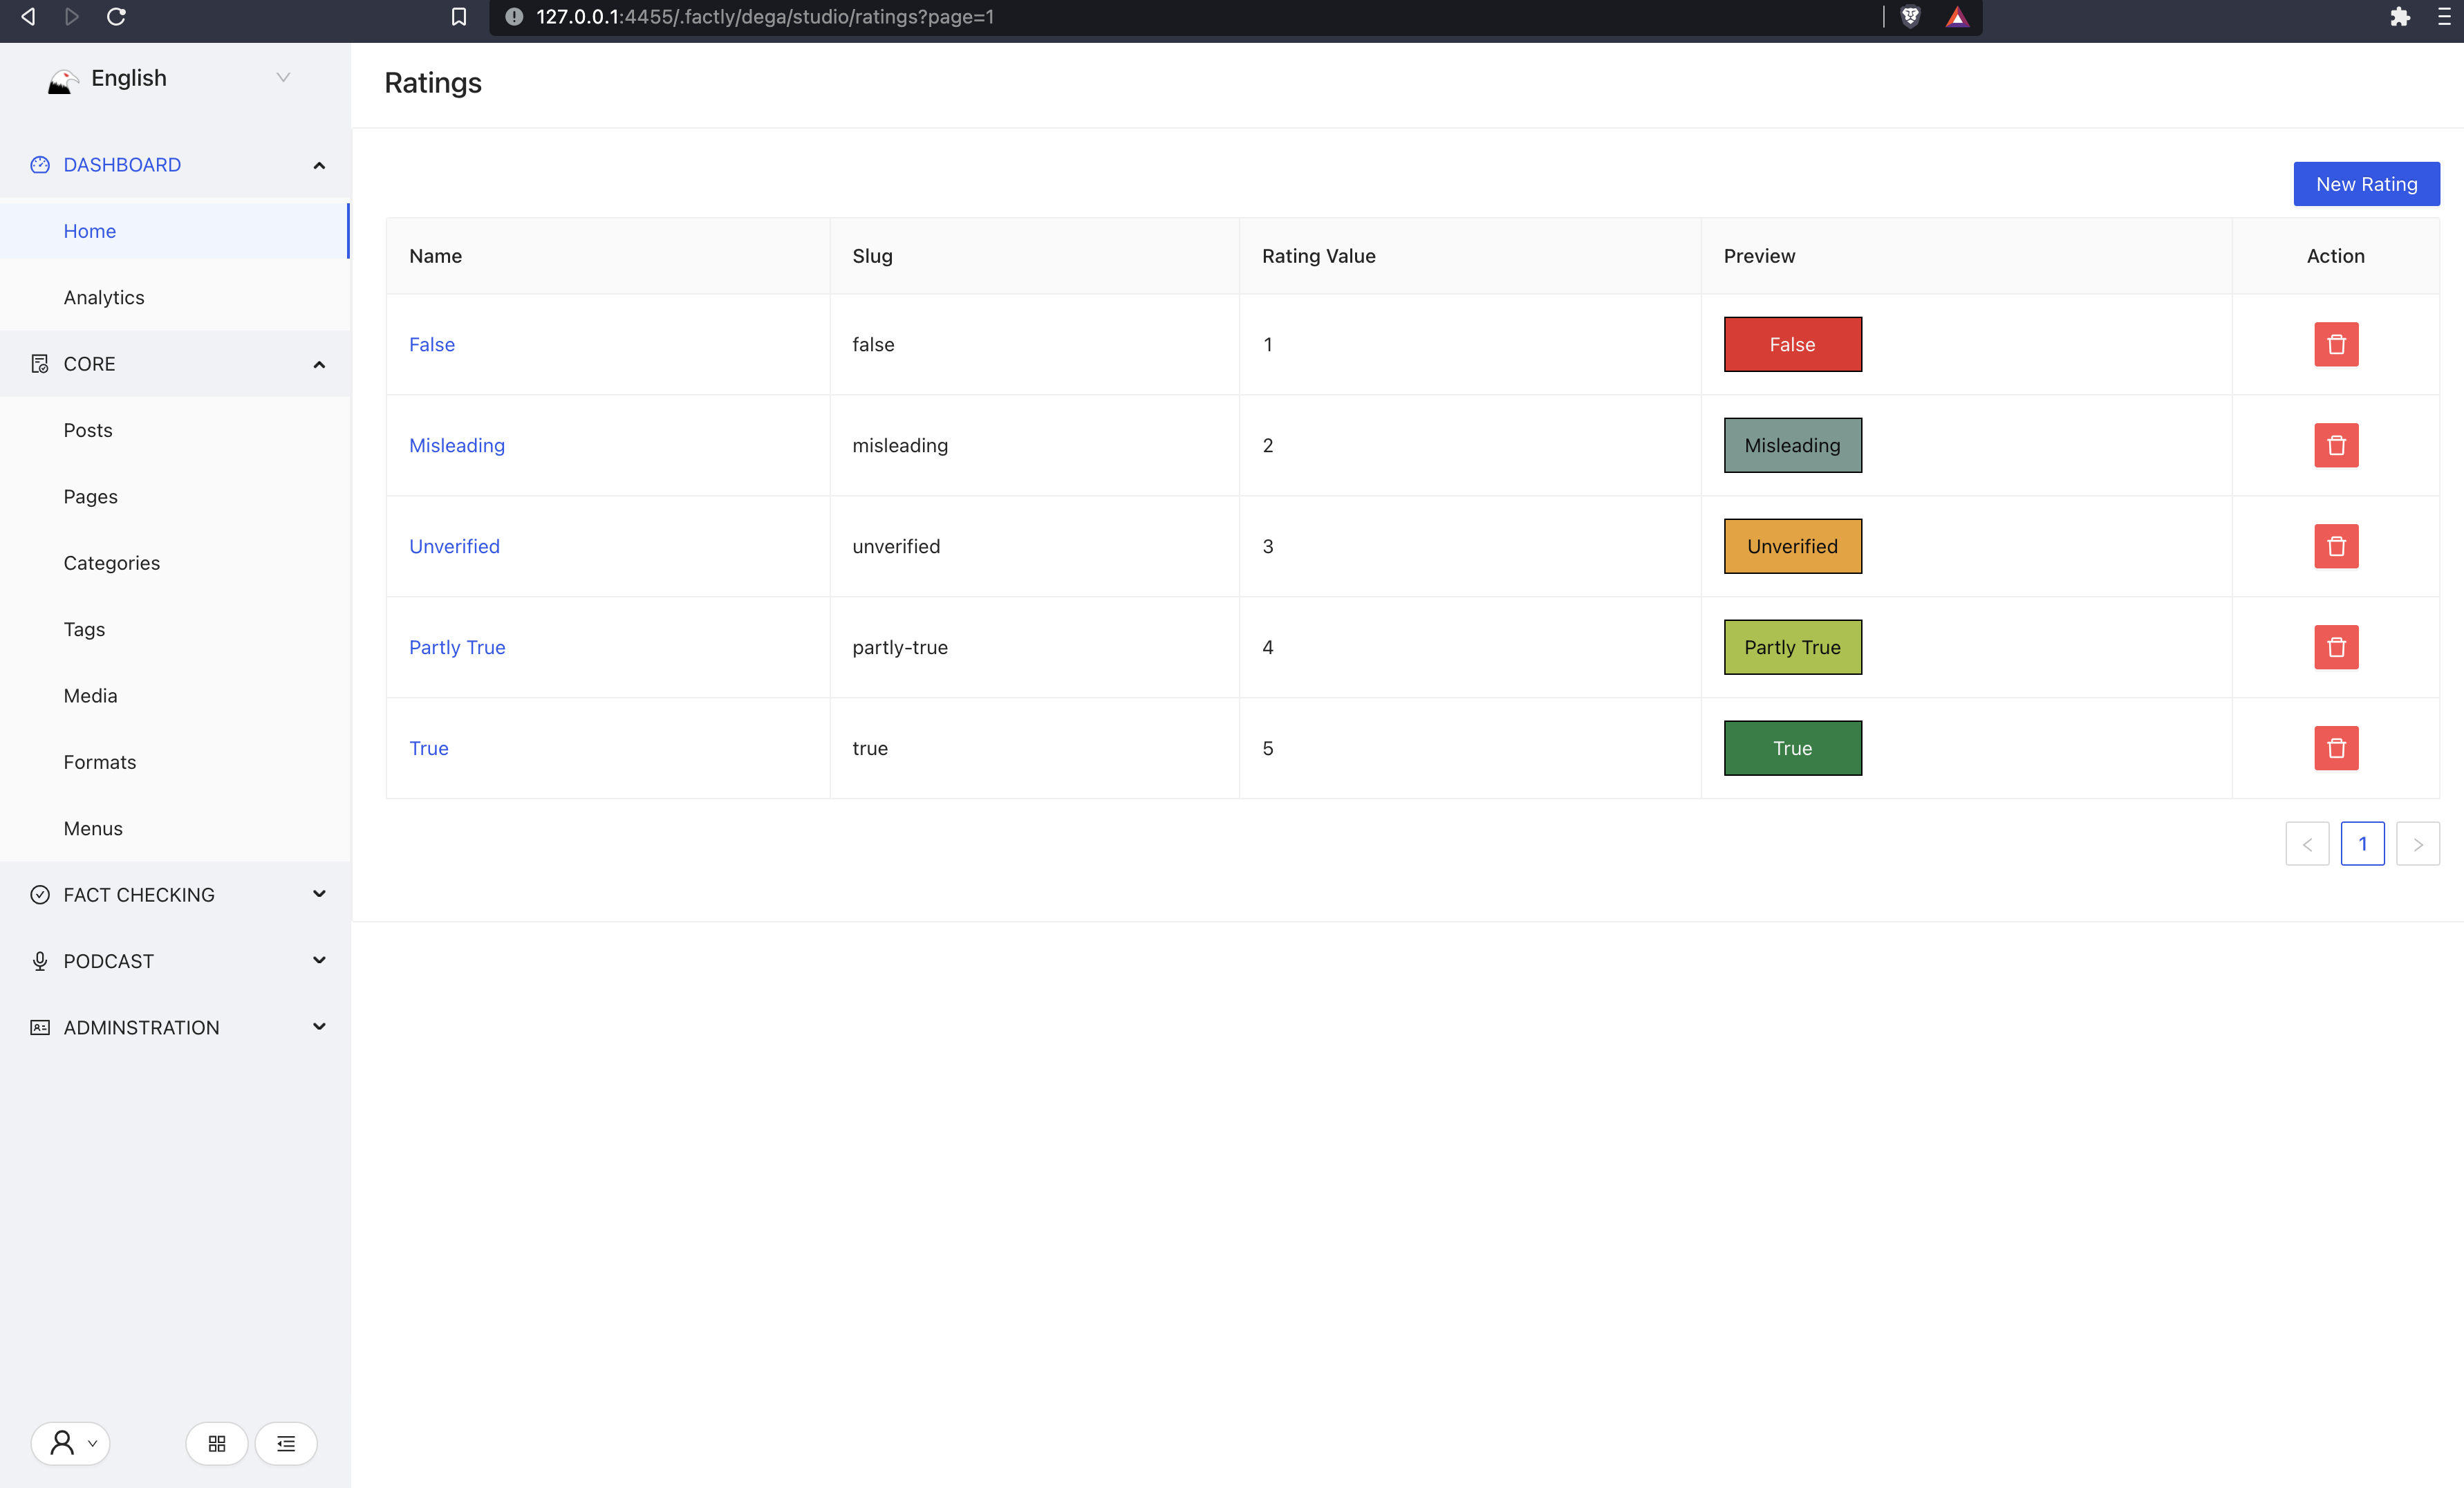 127.0.0.1:4455/.factly/dega/studio/ratings?page=1
English
DASHBOARD
Home
Analytics
CORE
Posts
Pages
Categories
Tags
Media
Formats
Menus
FACT CHECKING
PODCAST
ADMINSTRATION
Ratings
New Rating
Name Slug Rating Value Preview Action
False false 1 False
Misleading misleading 2 Misleading
Unverified unverified 3 Unverified
Partly True partly-true 4 Partly True
True true 5 True
< 1 >